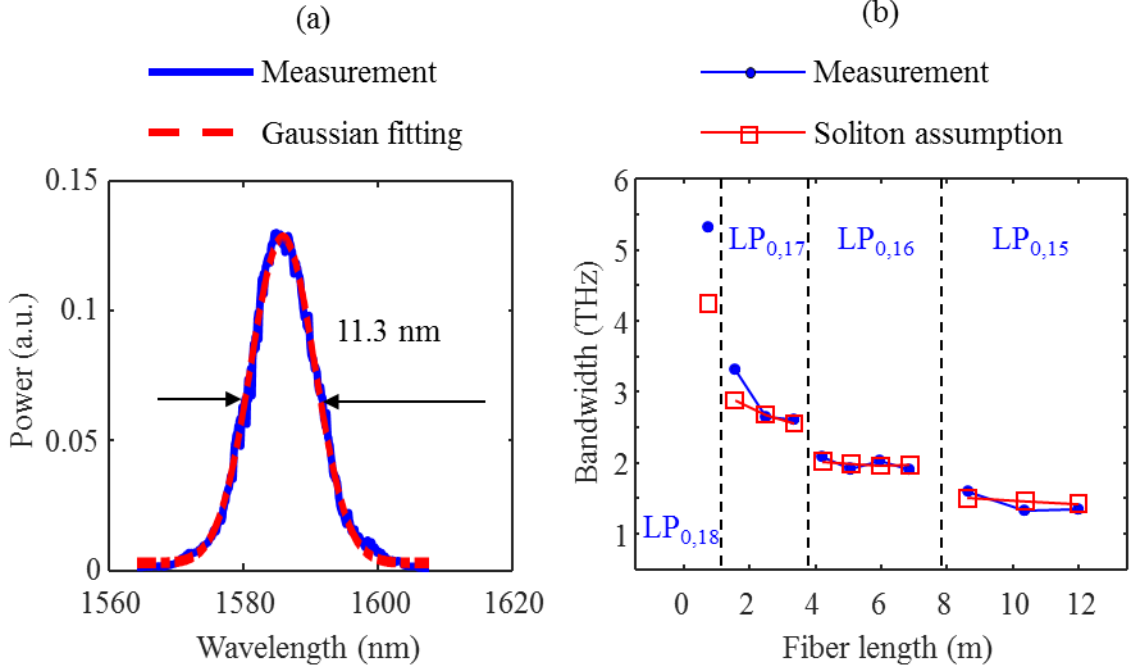 (a)
Measurement
Gaussian fitting
0.15
0.1
0.05
0
Power (a.u.)
11.3 nm
1560
1580
1600
1620
Wavelength (nm)
(b)
Measurement
Soliton assumption
6
5
4
3
2
1
Bandwidth (THz)
LP0,17
LP0,16
LP0,15
LP0,18
0
2
4
6
8
10
12
Fiber length (m)